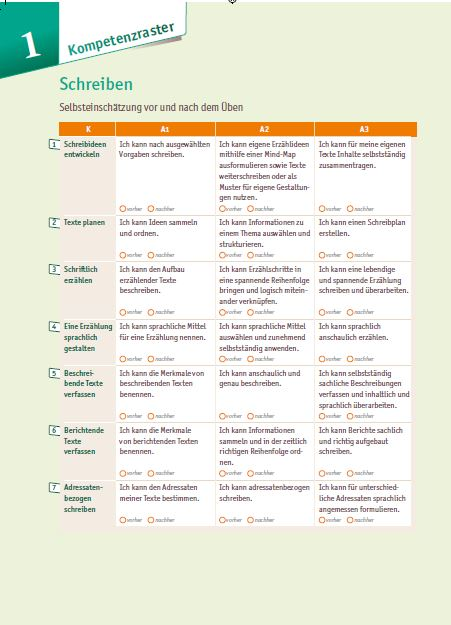 1
Kompetenzraster
Schreiben
Selbsteinschätzung vor und nach dem Üben
K A1 A2 A3
1 Schreibideen entwickeln
Ich kann nach ausgewählten
Vorgaben schreiben.
vorher nachher
Ich kann eigene Erzählideen
mithilfe einer Mind-Map
ausformulieren sowie Texte
weiterschreiben oder als
Muster für eigene Gestaltun-
gen nutzen.
vorher nachher
Ich kann für meine eigenen
Texte Inhalte selbstständig
zusammentragen.
vorher nachher
2 Texte planen
Ich kann Ideen sammeln
und ordnen.
vorher nachher
Ich kann Informationen zu
einem Thema auswählen und
strukturieren.
vorher nachher
Ich kann einen Schreibplan
erstellen.
vorher nachher
3 Schriftlich
erzählen
Ich kann den Aufbau
erzählender Texte
beschreiben.
vorher nachher
Ich kann Erzählschritte in
eine spannende Reihenfolge
bringen und logisch mitein-
ander verknüpfen.
vorher nachher
Ich kann eine lebendige
und spannende Erzählung
schreiben und überarbeiten.
vorher nachher
4 Eine Erzählung
sprachlich
gestalten
Ich kann sprachliche Mittel
für eine Erzählung nennen.
vorher nachher
Ich kann sprachliche Mittel
auswählen und zunehmend
selbstständig anwenden.
vorher nachher
Ich kann sprachlich
anschaulich erzählen.
vorher nachher
5 Beschrei-
bende Texte
verfassen
Ich kann die Merkmale von
beschreibenden Texten
benennen.
vorher nachher
Ich kann anschaulich und
genau beschreiben.
vorher nachher
Ich kann selbständig
sachliche Beschreibungen
verfassen und inhaltlich und
sprachlich überarbeiten.
vorher nachher
6 Berichtende
Texte
verfassen
Ich kann die Merkmale
von berichtenden Texten
benennen.
vorher nachher
Ich kann Informationen
sammeln und in der zeitlich
richtigen Reihenfolge ord-
nen.
vorher nachher
Ich kann Berichte sachlich
und richtig aufgebaut
schreiben.
vorher nachher
7 Adressaten-
bezogen
schreiben
Ich kann den Adressaten
meiner Texte bestimmen.
vorher nachher
Ich kann adressatenbezogen
schreiben.
vorher nachher
Ich kann für unterschied-
liche Adressaten sprachlich
angemessen formulieren.
vorher nachher